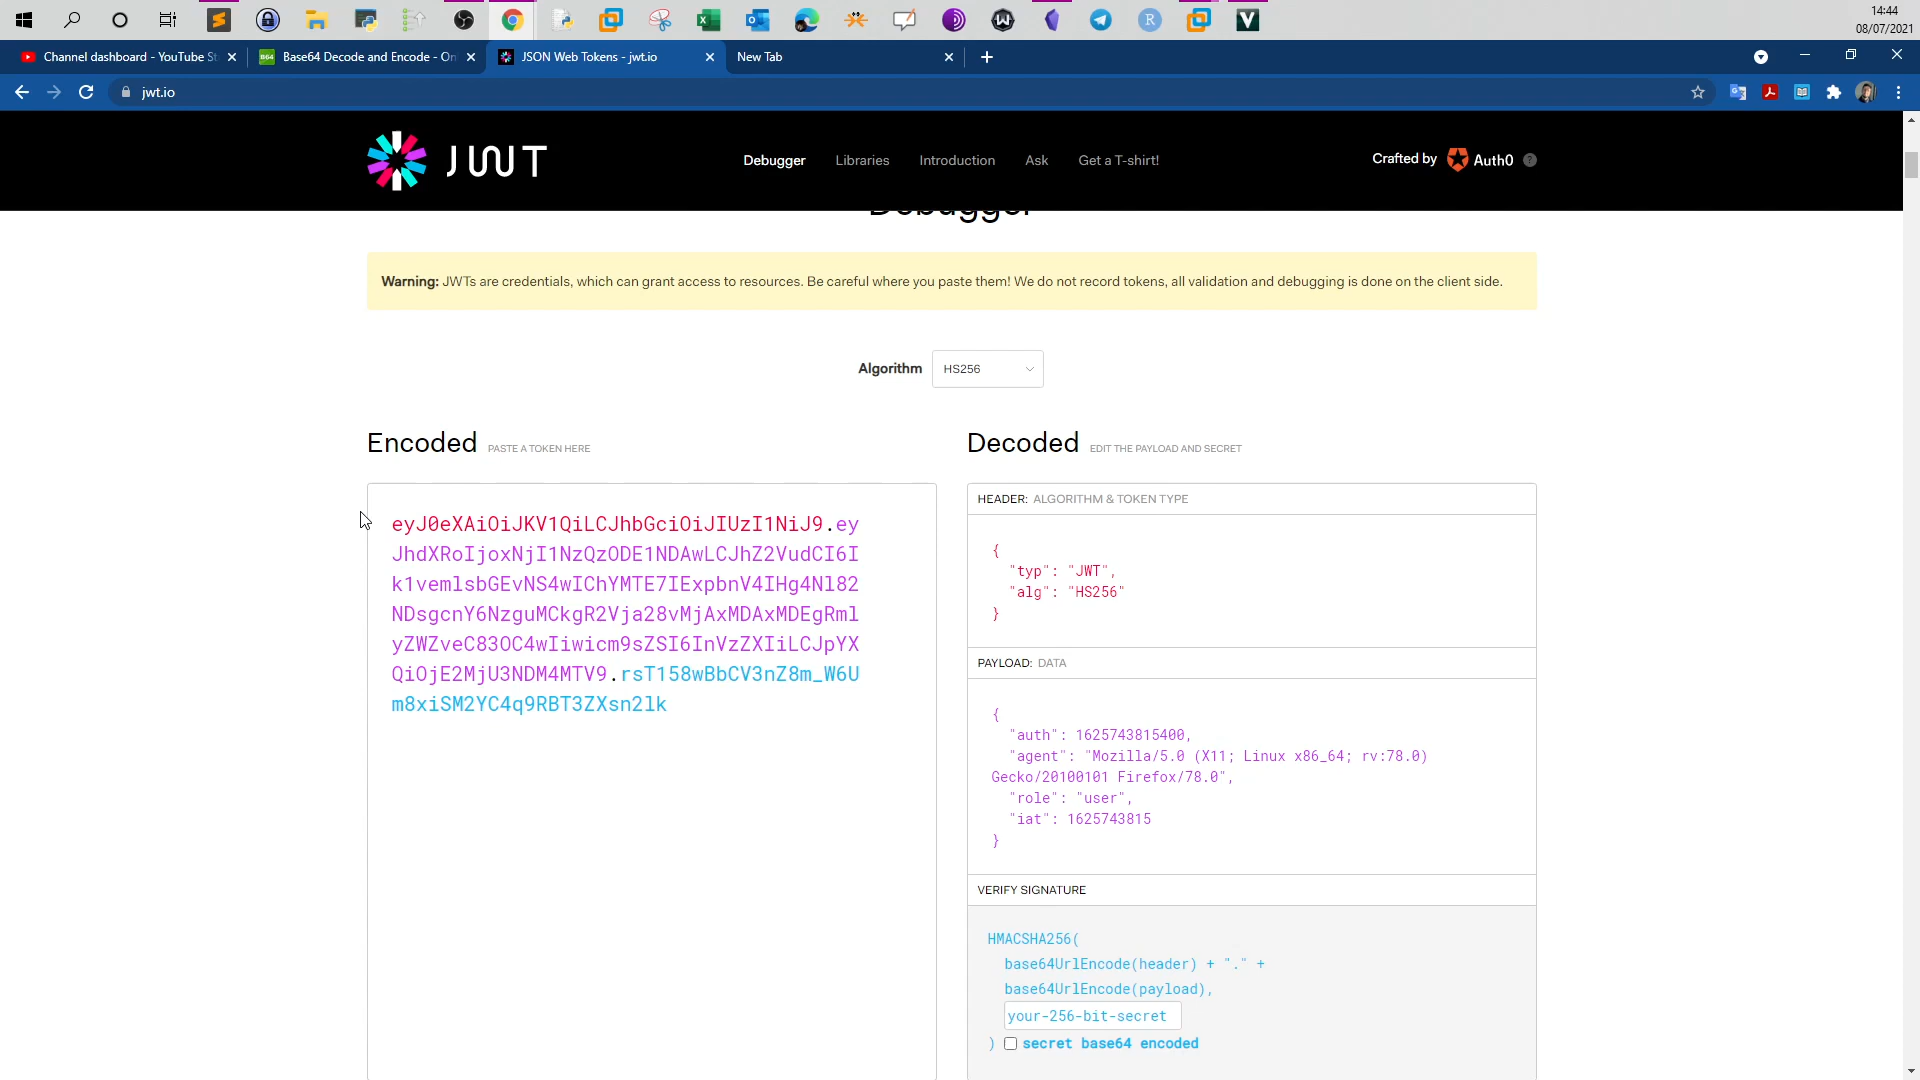 14:44
08/07/2021
Channel dashboard - YouTube St
B64
Base64 Decode and Encode - On
JSON Web Tokens - jwt.io
New Tab
jwt.io
JWT
Debugger
Libraries
Introduction
Ask
Get a T-shirt!
Crafted by
Auth0
Debugger
Warning: JWTs are credentials, which can grant access to resources. Be careful where you paste them! We do not record tokens, all validation and debugging is done on the client side.
Algorithm
HS256
Encoded PASTE A TOKEN HERE
eyJ0eXAiOiJKV1QiLCJhbGciOiJIUzI1NiJ9.ey
JhdXRoIjoxNjI1NzQzODE1NDAwLCJhZ2VudCI6I
k1vemlsbGEvNS4wIChYMTE7IExpbnV4IHg4Nl82
NDsgcnY6NzguMCkgR2Vja28vMjAxMDAxMDEgRml
yZWZveC83OC4wIiwicm9sZSI6InVzZXIiLCJpYX
QiOjE2MjU3NDM4MTV9.rsT158wBbCV3nZ8m_W6U
m8xiSM2YC4q9RBT3ZXsn2lk
Decoded EDIT THE PAYLOAD AND SECRET
HEADER: ALGORITHM & TOKEN TYPE
{
"typ": "JWT",
"alg": "HS256"
}
PAYLOAD: DATA
{
"auth": 1625743815400,
"agent": "Mozilla/5.0 (X11; Linux x86_64; rv:78.0)
Gecko/20100101 Firefox/78.0",
"role": "user",
"iat": 1625743815
}
VERIFY SIGNATURE
HMACSHA256(
base64UrlEncode(header) + "." +
base64UrlEncode(payload),
your-256-bit-secret
) secret base64 encoded